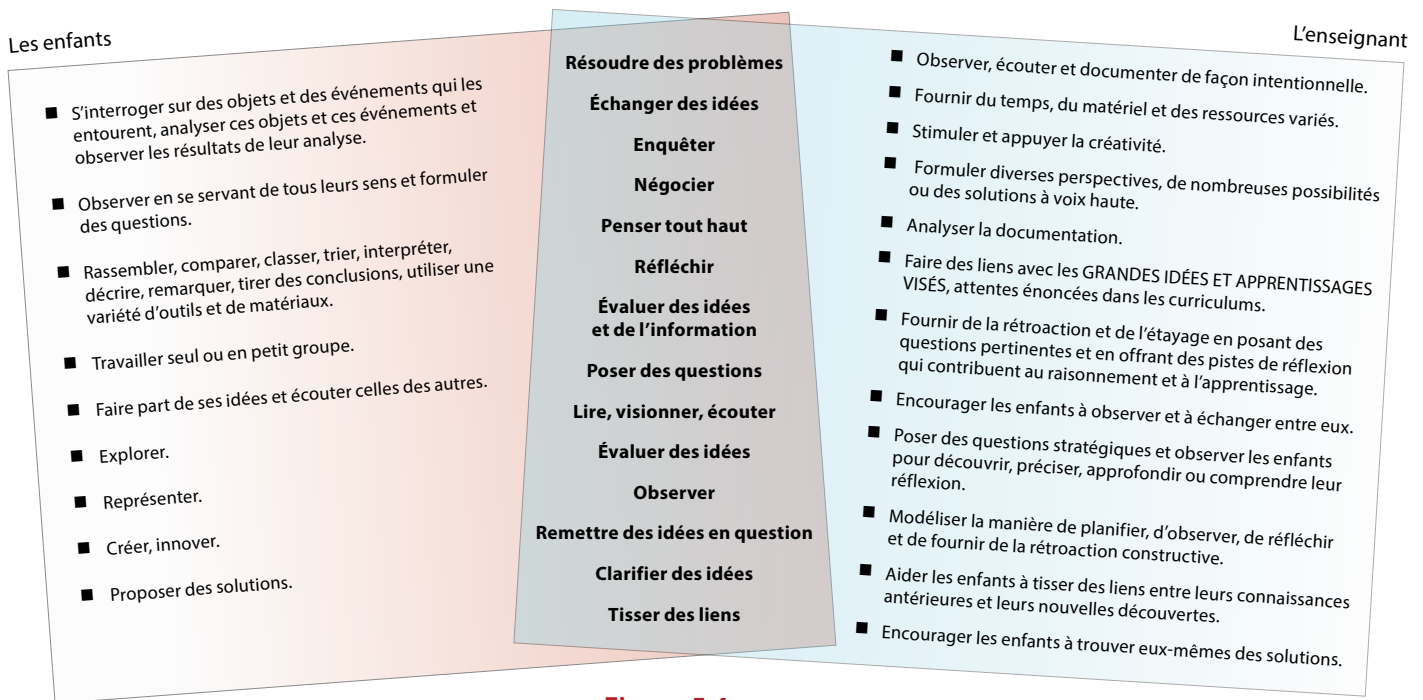 Les enfants
■ S'interroger sur des objets et des événements qui les
entourent, analyser ces objets et ces événements et
observer les résultats de leur analyse.
■ Observer en se servant de tous leurs sens et formuler
des questions.
■ Rassembler, comparer, classer, trier, interpréter,
décrire, remarquer, tirer des conclusions, utiliser une
variété d'outils et de matériaux.
■ Travailler seul ou en petit groupe.
■ Faire part de ses idées et écouter celles des autres.
■ Explorer.
■ Représenter.
■ Créer, innover.
■ Proposer des solutions.
Résoudre des problèmes
Échanger des idées
Enquêter
Négocier
Penser tout haut
Réfléchir
Évaluer des idées
et de l'information
Poser des questions
Lire, visionner, écouter
Évaluer des idées
Observer
Remettre des idées en question
Clarifier des idées
Tisser des liens
L'enseignant
■ Observer, écouter et documenter de façon intentionnelle.
■ Fournir du temps, du matériel et des ressources variés.
■ Stimuler et appuyer la créativité.
■ Formuler diverses perspectives, de nombreuses possibilités
ou des solutions à voix haute.
■ Analyser la documentation.
■ Faire des liens avec les GRANDES IDÉES ET APPRENTISSAGES
VISÉS, attentes énoncées dans les curriculums.
■ Fournir de la rétroaction et de l'étayage en posant des
questions pertinentes et en offrant des pistes de réflexion
qui contribuent au raisonnement et à l'apprentissage.
■ Encourager les enfants à observer et à échanger entre eux.
■ Poser des questions stratégiques et observer les enfants
pour découvrir, préciser, approfondir ou comprendre leur
réflexion.
■ Modéliser la manière de planifier, d'observer, de réfléchir
et de fournir de la rétroaction constructive.
■ Aider les enfants à tisser des liens entre leurs connaissances
antérieures et leurs nouvelles découvertes.
■ Encourager les enfants à trouver eux-mêmes des solutions.